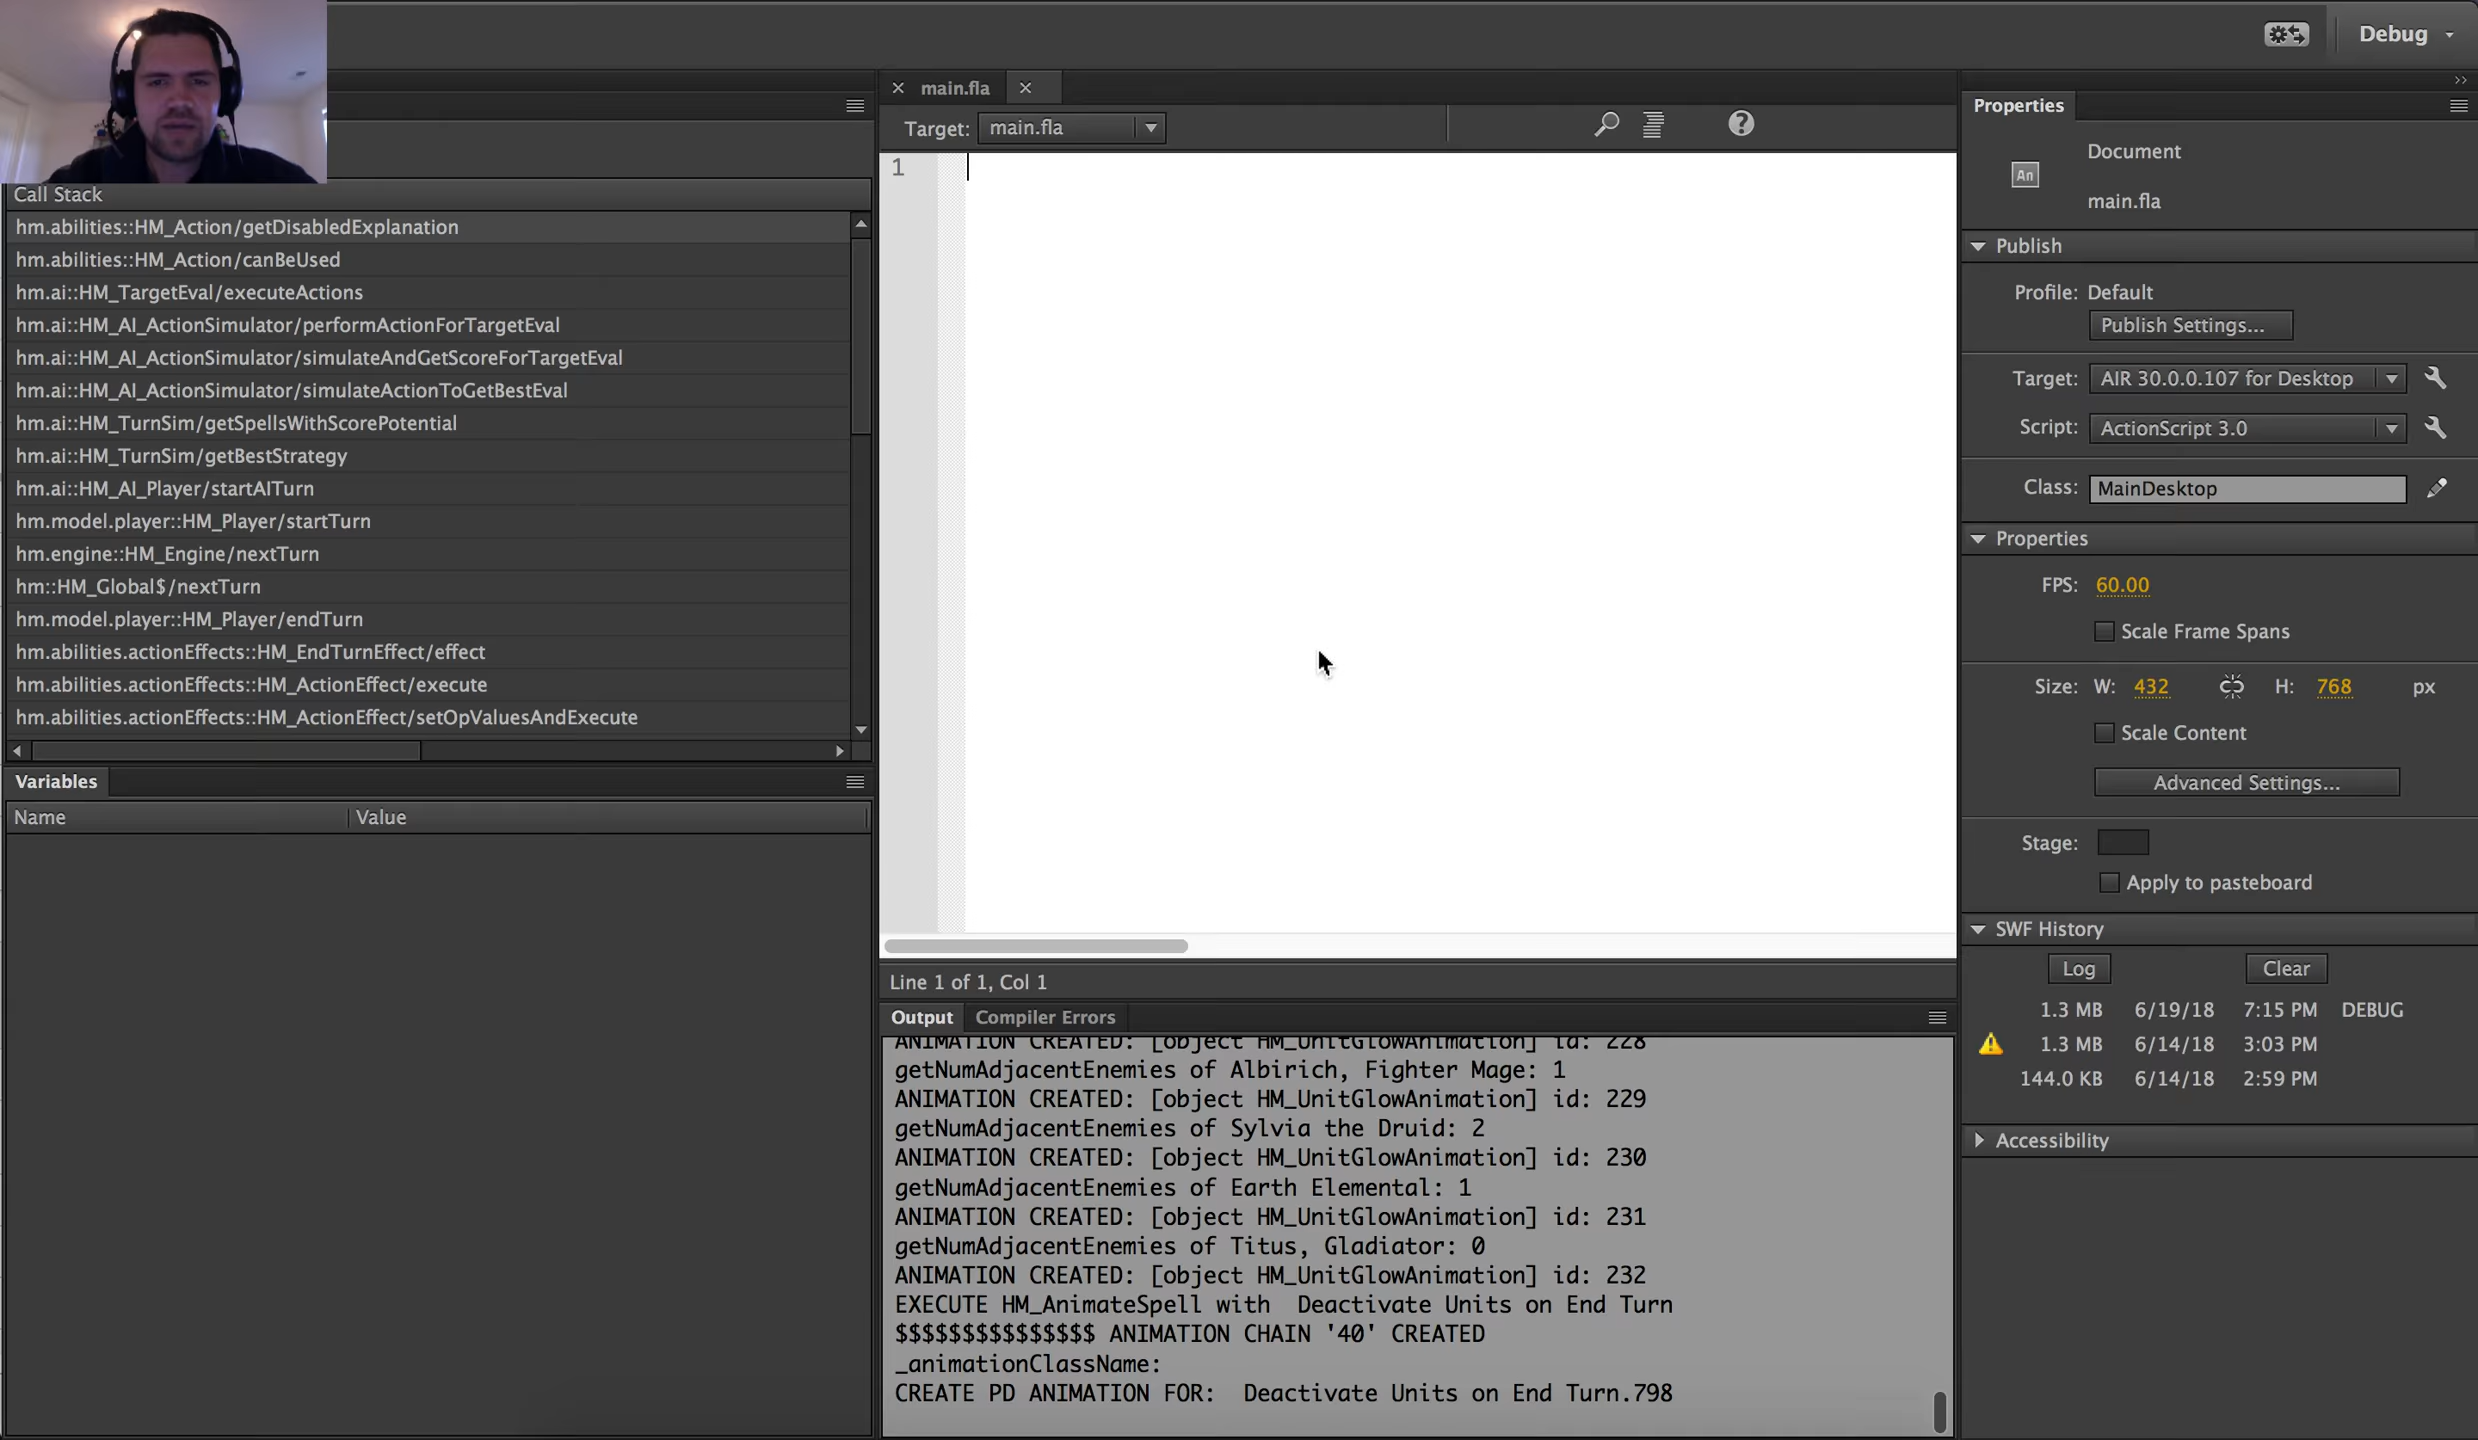 Debug
main.fla
Target: main.fla
1
Call Stack
hm.abilities::HM_Action/getDisabledExplanation
hm.abilities::HM_Action/canBeUsed
hm.ai::HM_TargetEval/executeActions
hm.ai::HM_AI_ActionSimulator/performActionForTargetEval
hm.ai::HM_AI_ActionSimulator/simulateAndGetScoreForTargetEval
hm.ai::HM_AI_ActionSimulator/simulateActionToGetBestEval
hm.ai::HM_TurnSim/getSpellsWithScorePotential
hm.ai::HM_TurnSim/getBestStrategy
hm.ai::HM_AI_Player/startAITurn
hm.model.player::HM_Player/startTurn
hm.engine::HM_Engine/nextTurn
hm::HM_Global$/nextTurn
hm.model.player::HM_Player/endTurn
hm.abilities.actionEffects::HM_EndTurnEffect/effect
hm.abilities.actionEffects::HM_ActionEffect/execute
hm.abilities.actionEffects::HM_ActionEffect/setOpValuesAndExecute
Variables
Name Value
Line 1 of 1, Col 1
Output Compiler Errors
ANIMATION CREATED: [object HM_UnitGlowAnimation] id: 228
getNumAdjacentEnemies of Albirich, Fighter Mage: 1
ANIMATION CREATED: [object HM_UnitGlowAnimation] id: 229
getNumAdjacentEnemies of Sylvia the Druid: 2
ANIMATION CREATED: [object HM_UnitGlowAnimation] id: 230
getNumAdjacentEnemies of Earth Elemental: 1
ANIMATION CREATED: [object HM_UnitGlowAnimation] id: 231
getNumAdjacentEnemies of Titus, Gladiator: 0
ANIMATION CREATED: [object HM_UnitGlowAnimation] id: 232
EXECUTE HM_AnimateSpell with  Deactivate Units on End Turn
$$$$$$$$$$$$$$$ ANIMATION CHAIN '40' CREATED
_animationClassName:
CREATE PD ANIMATION FOR:  Deactivate Units on End Turn.798
Properties
Document
An
main.fla
Publish
Profile: Default
Publish Settings...
Target: AIR 30.0.0.107 for Desktop
Script: ActionScript 3.0
Class: MainDesktop
Properties
FPS: 60.00
Scale Frame Spans
Size: W: 432 H: 768 px
Scale Content
Advanced Settings...
Stage:
Apply to pasteboard
SWF History
Log Clear
1.3 MB 6/19/18 7:15 PM DEBUG
1.3 MB 6/14/18 3:03 PM
144.0 KB 6/14/18 2:59 PM
Accessibility